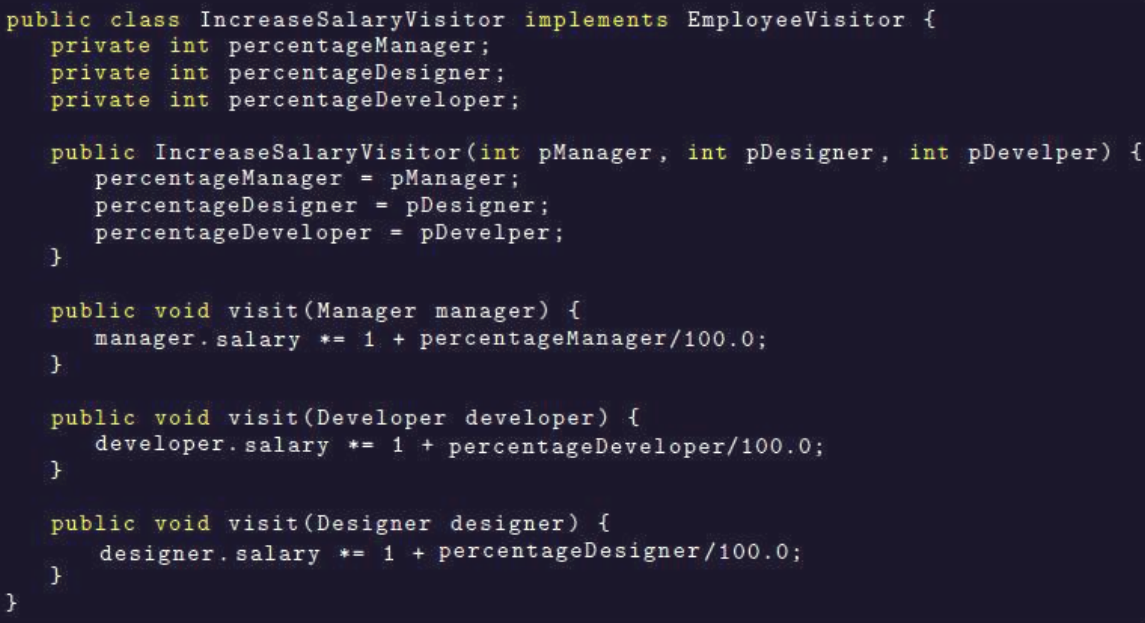 public class IncreaseSalaryVisitor implements EmployeeVisitor {
private int percentageManager;
private int percentageDesigner;
private int percentageDeveloper;
public IncreaseSalaryVisitor(int pManager, int pDesigner, int pDevelper) {
percentageManager = pManager;
percentageDesigner = pDesigner;
percentageDeveloper = pDevelper;
}
public void visit(Manager manager) {
manager.salary *= 1 + percentageManager/100.0;
}
public void visit(Developer developer) {
developer.salary *= 1 + percentageDeveloper/100.0;
}
public void visit(Designer designer) {
designer.salary *= 1 + percentageDesigner/100.0;
}
}